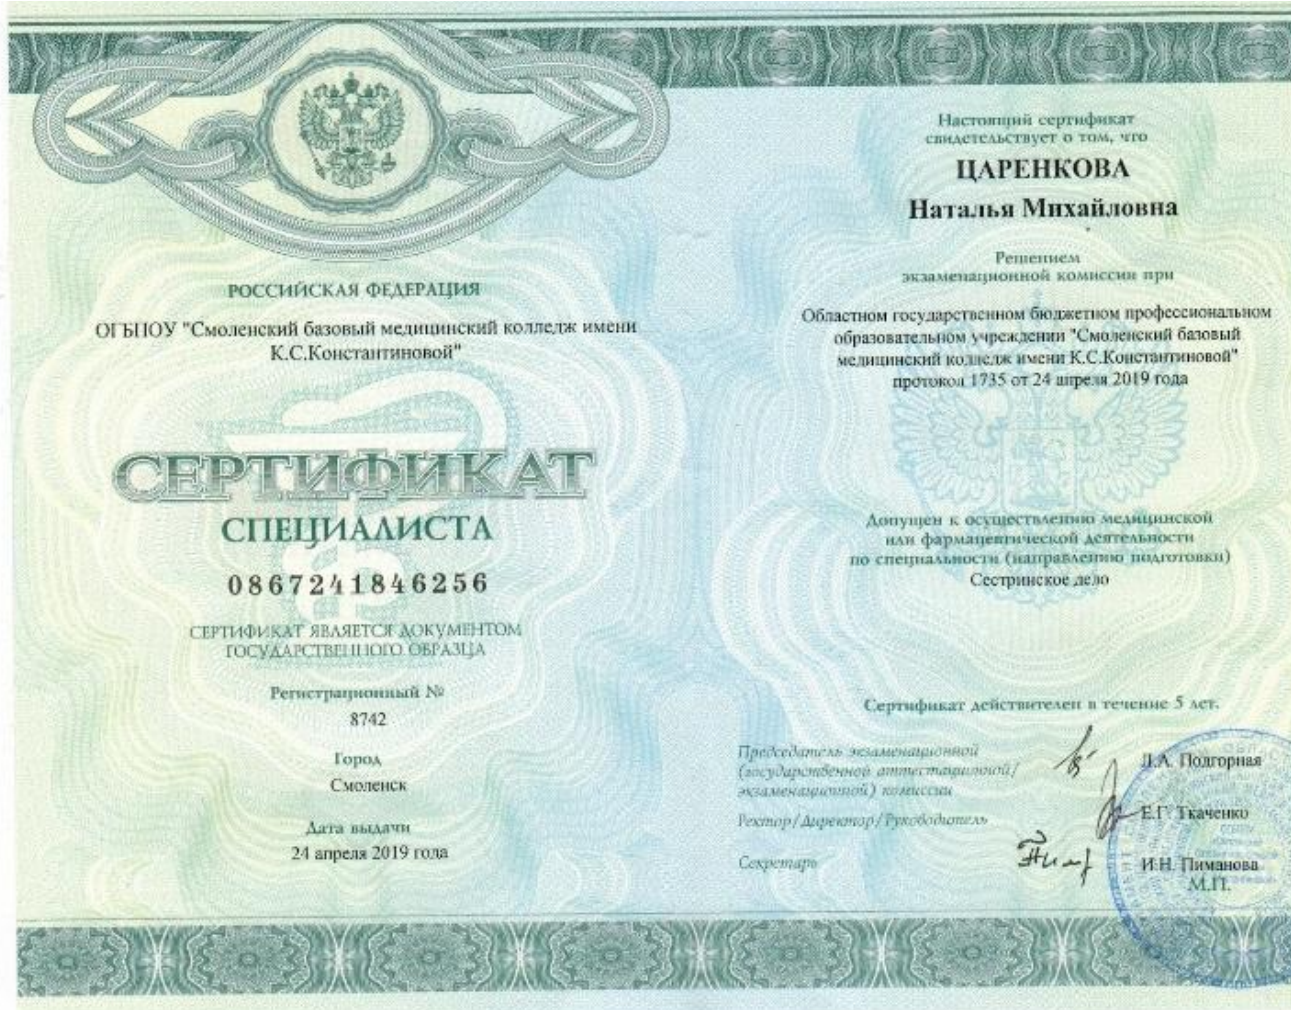 РОССИЙСКАЯ ФЕДЕРАЦИЯ
ОГБПОУ "Смоленский базовый медицинский колледж имени
К.С.Константиновой"
СЕРТИФИКАТ
СПЕЦИАЛИСТА
0867241846256
СЕРТИФИКАТ ЯВЛЯЕТСЯ ДОКУМЕНТОМ
ГОСУДАРСТВЕННОГО ОБРАЗЦА
Регистрационный №
8742
Город
Смоленск
Дата выдачи
24 апреля 2019 года
Настоящий сертификат
свидетельствует о том, что
ЦАРЕНКОВА
Наталья Михайловна
Решением
экзаменационной комиссии при
Областном государственном бюджетном профессиональном
образовательном учреждении "Смоленский базовый
медицинский колледж имени К.С.Константиновой"
протокол 1735 от 24 апреля 2019 года
Допущен к осуществлению медицинской
или фармацевтической деятельности
по специальности (направлению подготовки)
Сестринское дело
Сертификат действителен в течение 5 лет.
Председатель экзаменационной
(государственной аттестационной/
экзаменационной) комиссии
Л.А. Подгорная
Ректор/Директор/Руководитель
Е.Г. Ткаченко
Секретарь
И.Н. Пиманова
М.П.